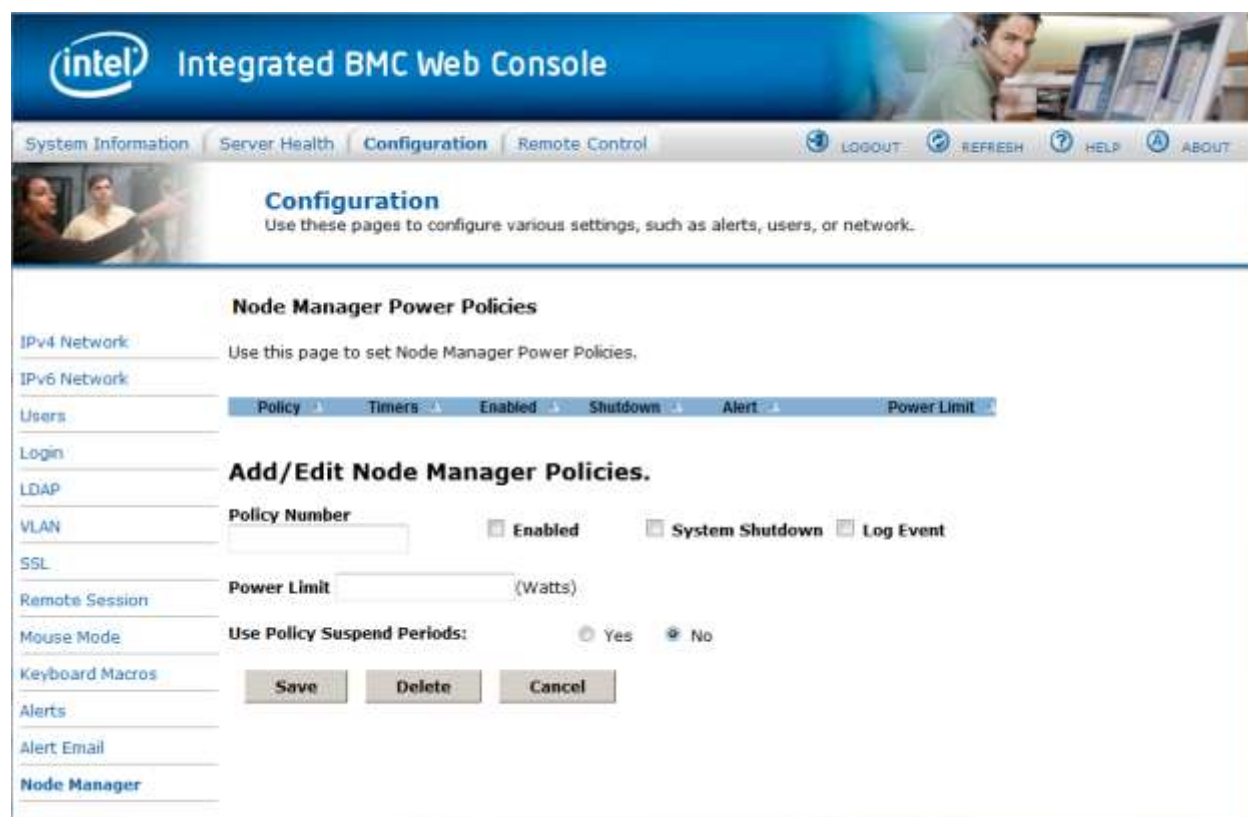 intel Integrated BMC Web Console
System Information Server Health Configuration Remote Control LOGOUT REFRESH HELP ABOUT
Configuration
Use these pages to configure various settings, such as alerts, users, or network.
Node Manager Power Policies
Use this page to set Node Manager Power Policies.
IPv4 Network
IPv6 Network
Users
Login
LDAP
VLAN
SSL
Remote Session
Mouse Mode
Keyboard Macros
Alerts
Alert Email
Node Manager
Policy Timers Enabled Shutdown Alert Power Limit
Add/Edit Node Manager Policies.
Policy Number
Enabled System Shutdown Log Event
Power Limit (Watts)
Use Policy Suspend Periods: Yes No
Save Delete Cancel